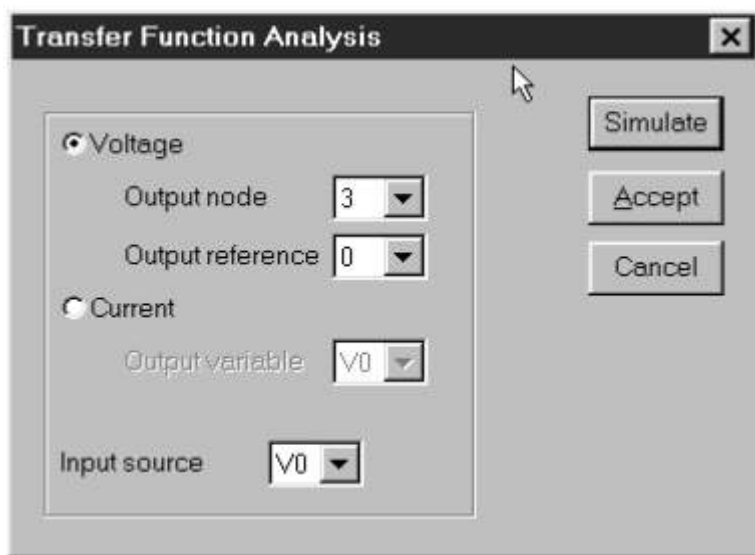 Transfer Function Analysis
Voltage
Output node 3
Output reference 0
Current
Output variable V0
Input source V0
Simulate
Accept
Cancel